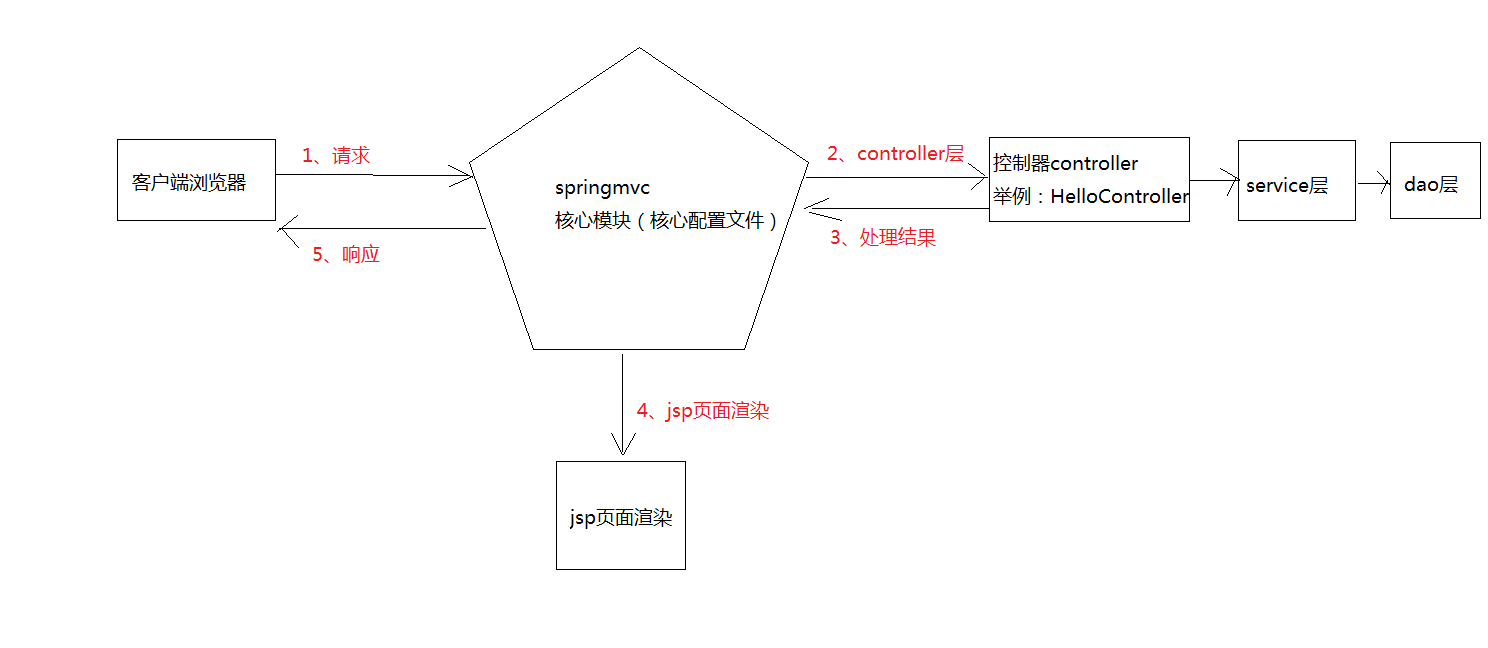 1、请求
客户端浏览器
5、响应
springmvc
核心模块（核心配置文件）
2、controller层
3、处理结果
控制器controller
举例：HelloController
service层
dao层
4、jsp页面渲染
jsp页面渲染